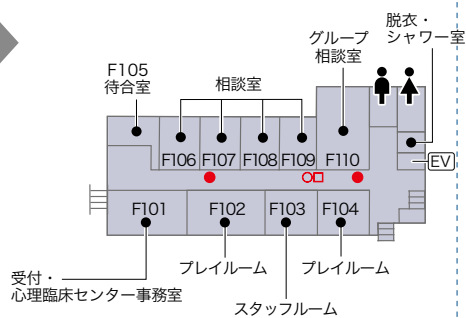 脱衣・
シャワー室
グループ
相談室
F105
待合室
相談室
F106
F107
F108
F109
F110
EV
F101
F102
F103
F104
受付・
心理臨床センター事務室
プレイルーム
プレイルーム
スタッフルーム